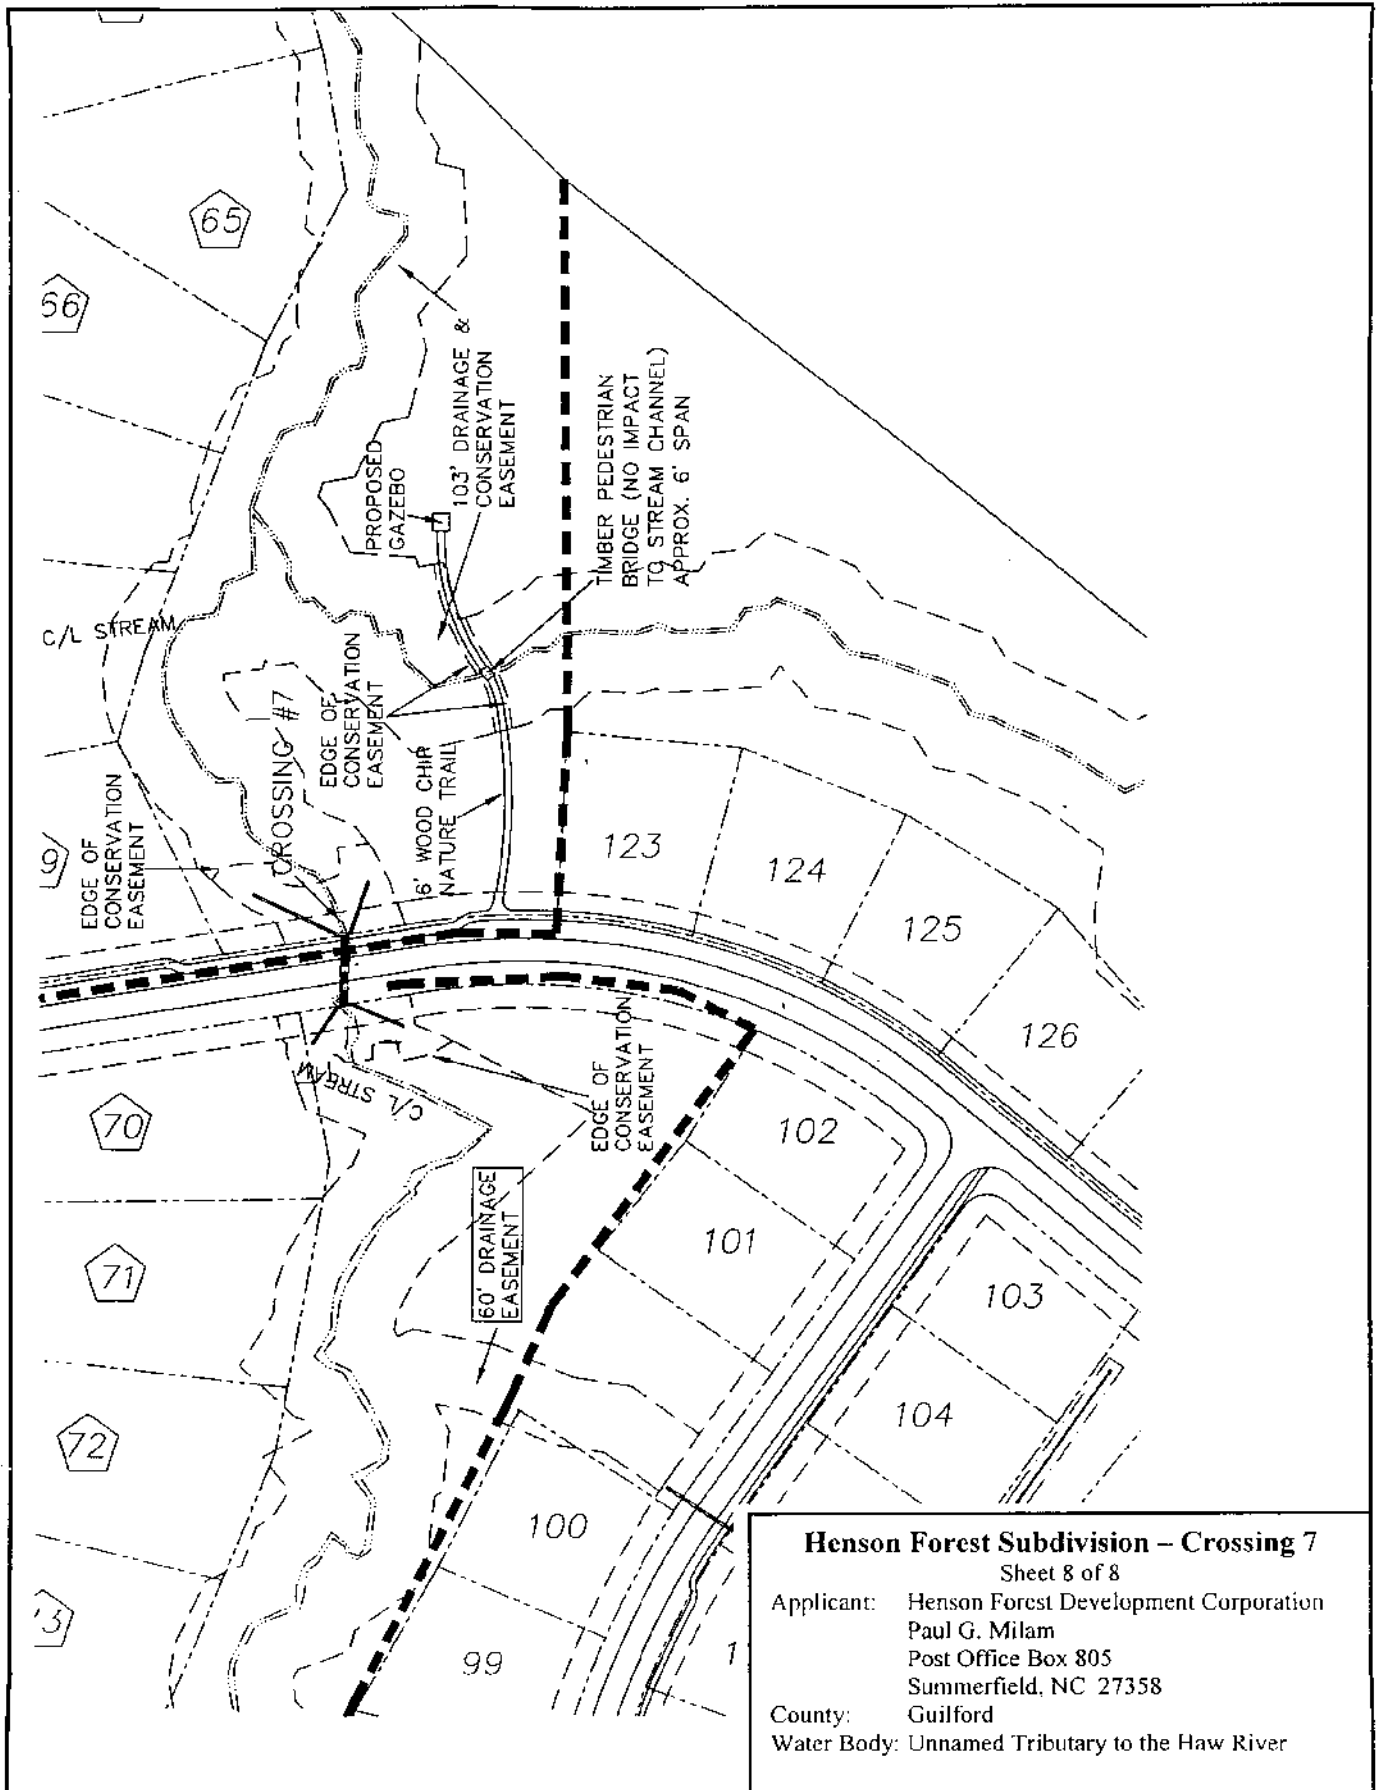 65
66
103' DRAINAGE &
CONSERVATION
EASEMENT
PROPOSED
GAZEBO
TIMBER PEDESTRIAN
BRIDGE (NO IMPACT
TO STREAM CHANNEL)
APPROX. 6' SPAN
C/L STREAM
CROSSING #7
EDGE OF
CONSERVATION
EASEMENT
6' WOOD CHIP
NATURE TRAIL
EDGE OF
CONSERVATION
EASEMENT
9
123
124
125
126
C/L STREAM
EDGE OF
CONSERVATION
EASEMENT
70
102
60' DRAINAGE
EASEMENT
101
71
103
72
104
100
99
1
Henson Forest Subdivision – Crossing 7
Sheet 8 of 8
Applicant: Henson Forest Development Corporation
Paul G. Milam
Post Office Box 805
Summerfield, NC 27358
County: Guilford
Water Body: Unnamed Tributary to the Haw River